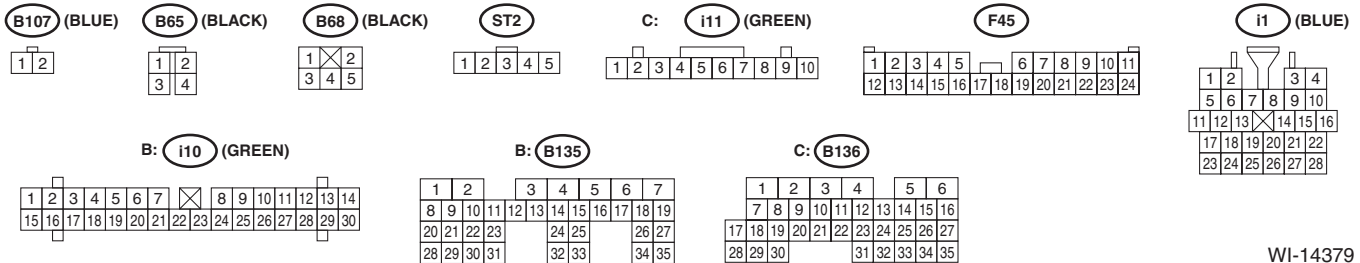 B107 (BLUE) B65 (BLACK) B68 (BLACK) ST2 C: i11 (GREEN) F45 i1 (BLUE)
1 2
1 2
3 4
1 2
3 4 5
1 2 3 4 5
1 2 3 4 5 6 7 8 9 10
1 2 3 4 5 6 7 8 9 10 11
12 13 14 15 16 17 18 19 20 21 22 23 24
1 2 3 4
5 6 7 8 9 10
11 12 13 14 15 16
17 18 19 20 21 22
23 24 25 26 27 28
B: i10 (GREEN) B: B135 C: B136
1 2 3 4 5 6 7 8 9 10 11 12 13 14
15 16 17 18 19 20 21 22 23 24 25 26 27 28 29 30
1 2 3 4 5 6 7
8 9 10 11 12 13 14 15 16 17 18 19
20 21 22 23 24 25 26 27
28 29 30 31 32 33 34 35
1 2 3 4 5 6
7 8 9 10 11 12 13 14 15 16
17 18 19 20 21 22 23 24 25 26 27
28 29 30 31 32 33 34 35
WI-14379